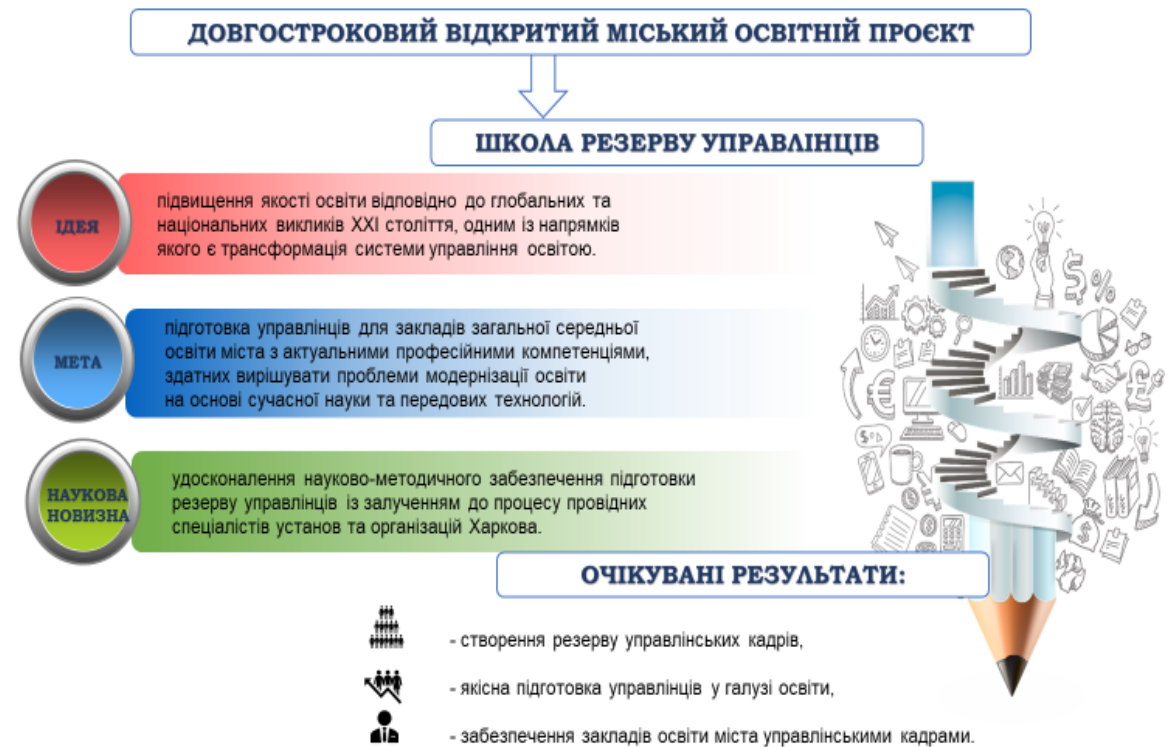 ДОВГОСТРОКОВИЙ ВІДКРИТИЙ МІСЬКИЙ ОСВІТНІЙ ПРОЄКТ
ШКОЛА РЕЗЕРВУ УПРАВЛІНЦІВ
ІДЕЯ
підвищення якості освіти відповідно до глобальних та
національних викликів ХХІ століття, одним із напрямків
якого є трансформація системи управління освітою.
МЕТА
підготовка управлінців для закладів загальної середньої
освіти міста з актуальними професійними компетенціями,
здатних вирішувати проблеми модернізації освіти
на основі сучасної науки та передових технологій.
НАУКОВА
НОВИЗНА
удосконалення науково-методичного забезпечення підготовки
резерву управлінців із залученням до процесу провідних
спеціалістів установ та організацій Харкова.
ОЧІКУВАНІ РЕЗУЛЬТАТИ:
- створення резерву управлінських кадрів,
- якісна підготовка управлінців у галузі освіти,
- забезпечення закладів освіти міста управлінськими кадрами.